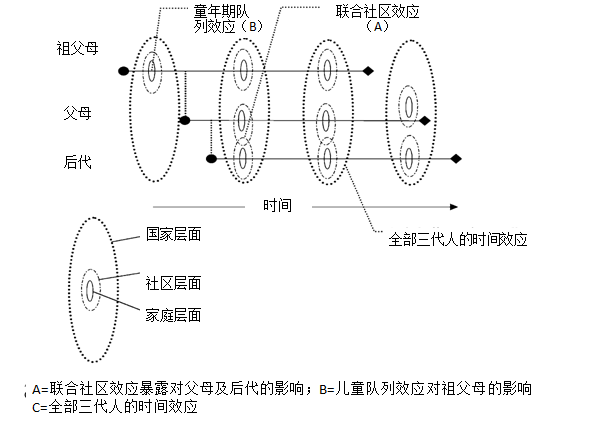 童年期队
列效应（B）
联合社区效应
（A）
祖父母
父母
后代
时间
全部三代人的时间效应
国家层面
社区层面
家庭层面
A=联合社区效应暴露对父母及后代的影响；B=儿童队列效应对祖父母的影响
C=全部三代人的时间效应